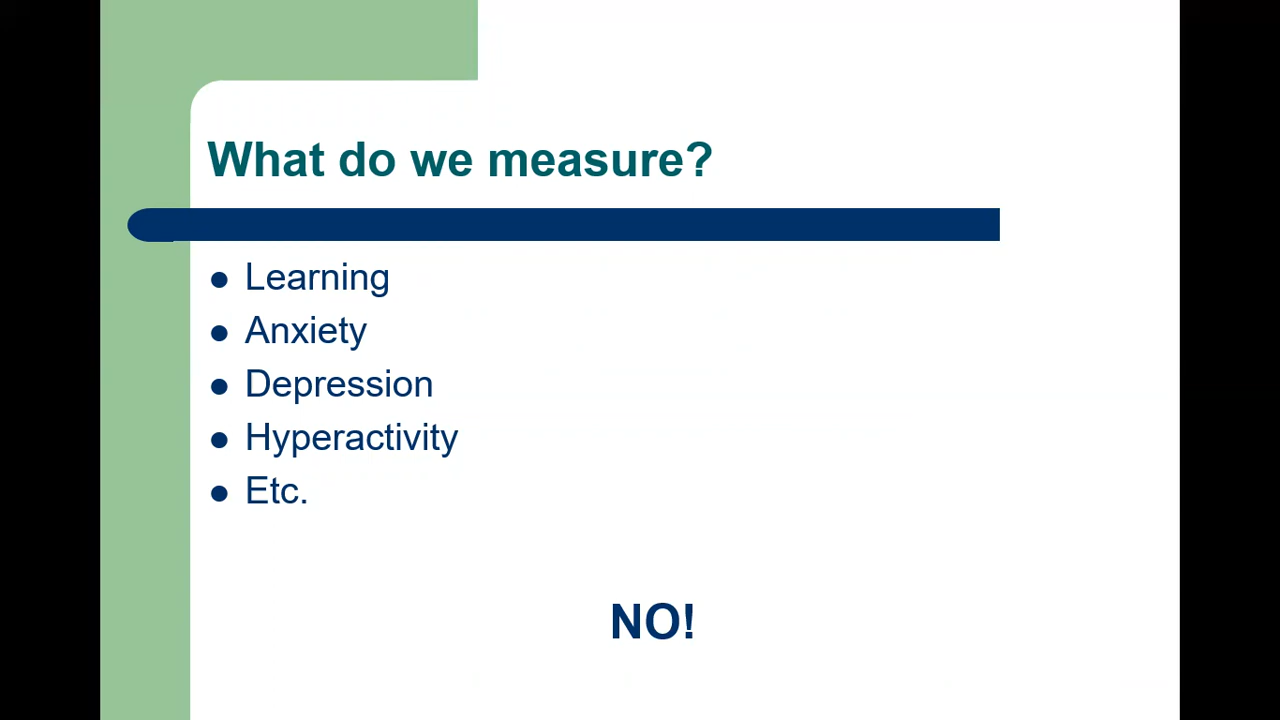 What do we measure?
Learning
Anxiety
Depression
Hyperactivity
Etc.
NO!